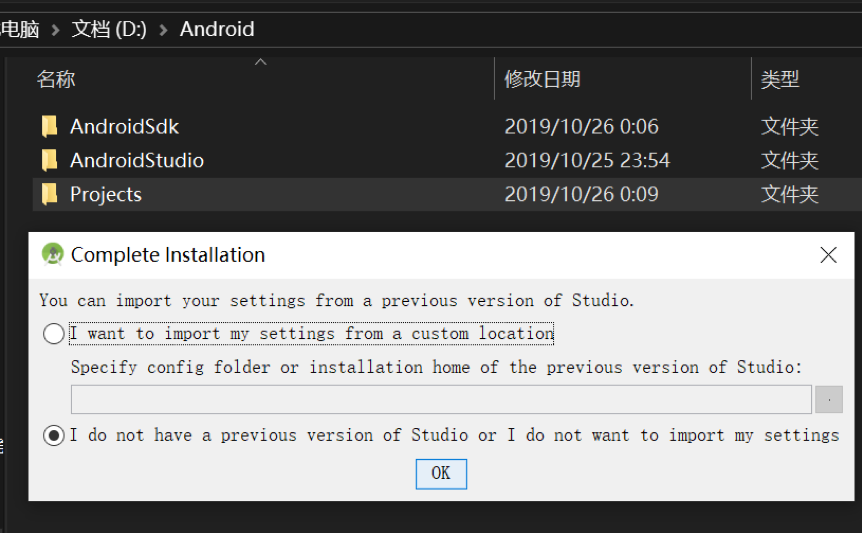 电脑 > 文档 (D:) > Android
名称 修改日期 类型
AndroidSdk 2019/10/26 0:06 文件夹
AndroidStudio 2019/10/25 23:54 文件夹
Projects 2019/10/26 0:09 文件夹
Complete Installation
You can import your settings from a previous version of Studio.
I want to import my settings from a custom location
Specify config folder or installation home of the previous version of Studio:
I do not have a previous version of Studio or I do not want to import my settings
OK